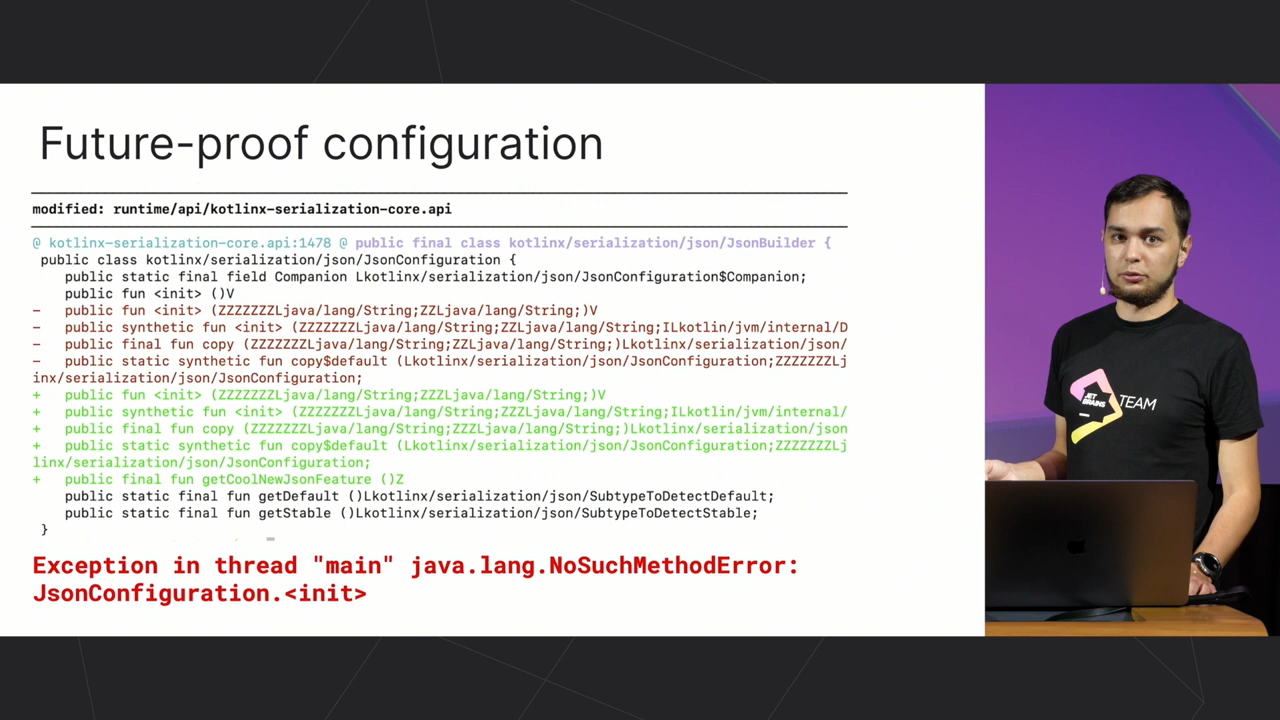 Future-proof configuration
modified: runtime/api/kotlinx-serialization-core.api
@ kotlinx-serialization-core.api:1478 @ public final class kotlinx/serialization/json/JsonBuilder {
public class kotlinx/serialization/json/JsonConfiguration {
public static final field Companion Lkotlinx/serialization/json/JsonConfiguration$Companion;
public fun <init> ()V
- public fun <init> (ZZZZZZZLjava/lang/String;ZZLjava/lang/String;)V
- public synthetic fun <init> (ZZZZZZZLjava/lang/String;ZZLjava/lang/String;ILkotlin/jvm/internal/D
- public final fun copy (ZZZZZZZLjava/lang/String;ZZLjava/lang/String;)Lkotlinx/serialization/json/
- public static synthetic fun copy$default (Lkotlinx/serialization/json/JsonConfiguration;ZZZZZZZLj
inx/serialization/json/JsonConfiguration;
+ public fun <init> (ZZZZZZZLjava/lang/String;ZZZLjava/lang/String;)V
+ public synthetic fun <init> (ZZZZZZZLjava/lang/String;ZZZLjava/lang/String;ILkotlin/jvm/internal/
+ public final fun copy (ZZZZZZZLjava/lang/String;ZZZLjava/lang/String;)Lkotlinx/serialization/json
+ public static synthetic fun copy$default (Lkotlinx/serialization/json/JsonConfiguration;ZZZZZZZLj
linx/serialization/json/JsonConfiguration;
+ public final fun getCoolNewJsonFeature ()Z
public static final fun getDefault ()Lkotlinx/serialization/json/SubtypeToDetectDefault;
public static final fun getStable ()Lkotlinx/serialization/json/SubtypeToDetectStable;
}
Exception in thread "main" java.lang.NoSuchMethodError:
JsonConfiguration.<init>
JET
BRAINS
TEAM